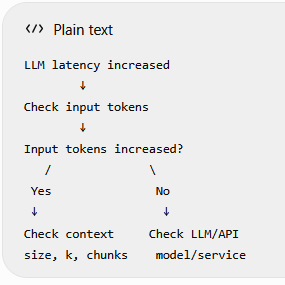 </> Plain text
LLM latency increased
↓
Check input tokens
↓
Input tokens increased?
/ \
Yes No
↓ ↓
Check context Check LLM/API
size, k, chunks model/service